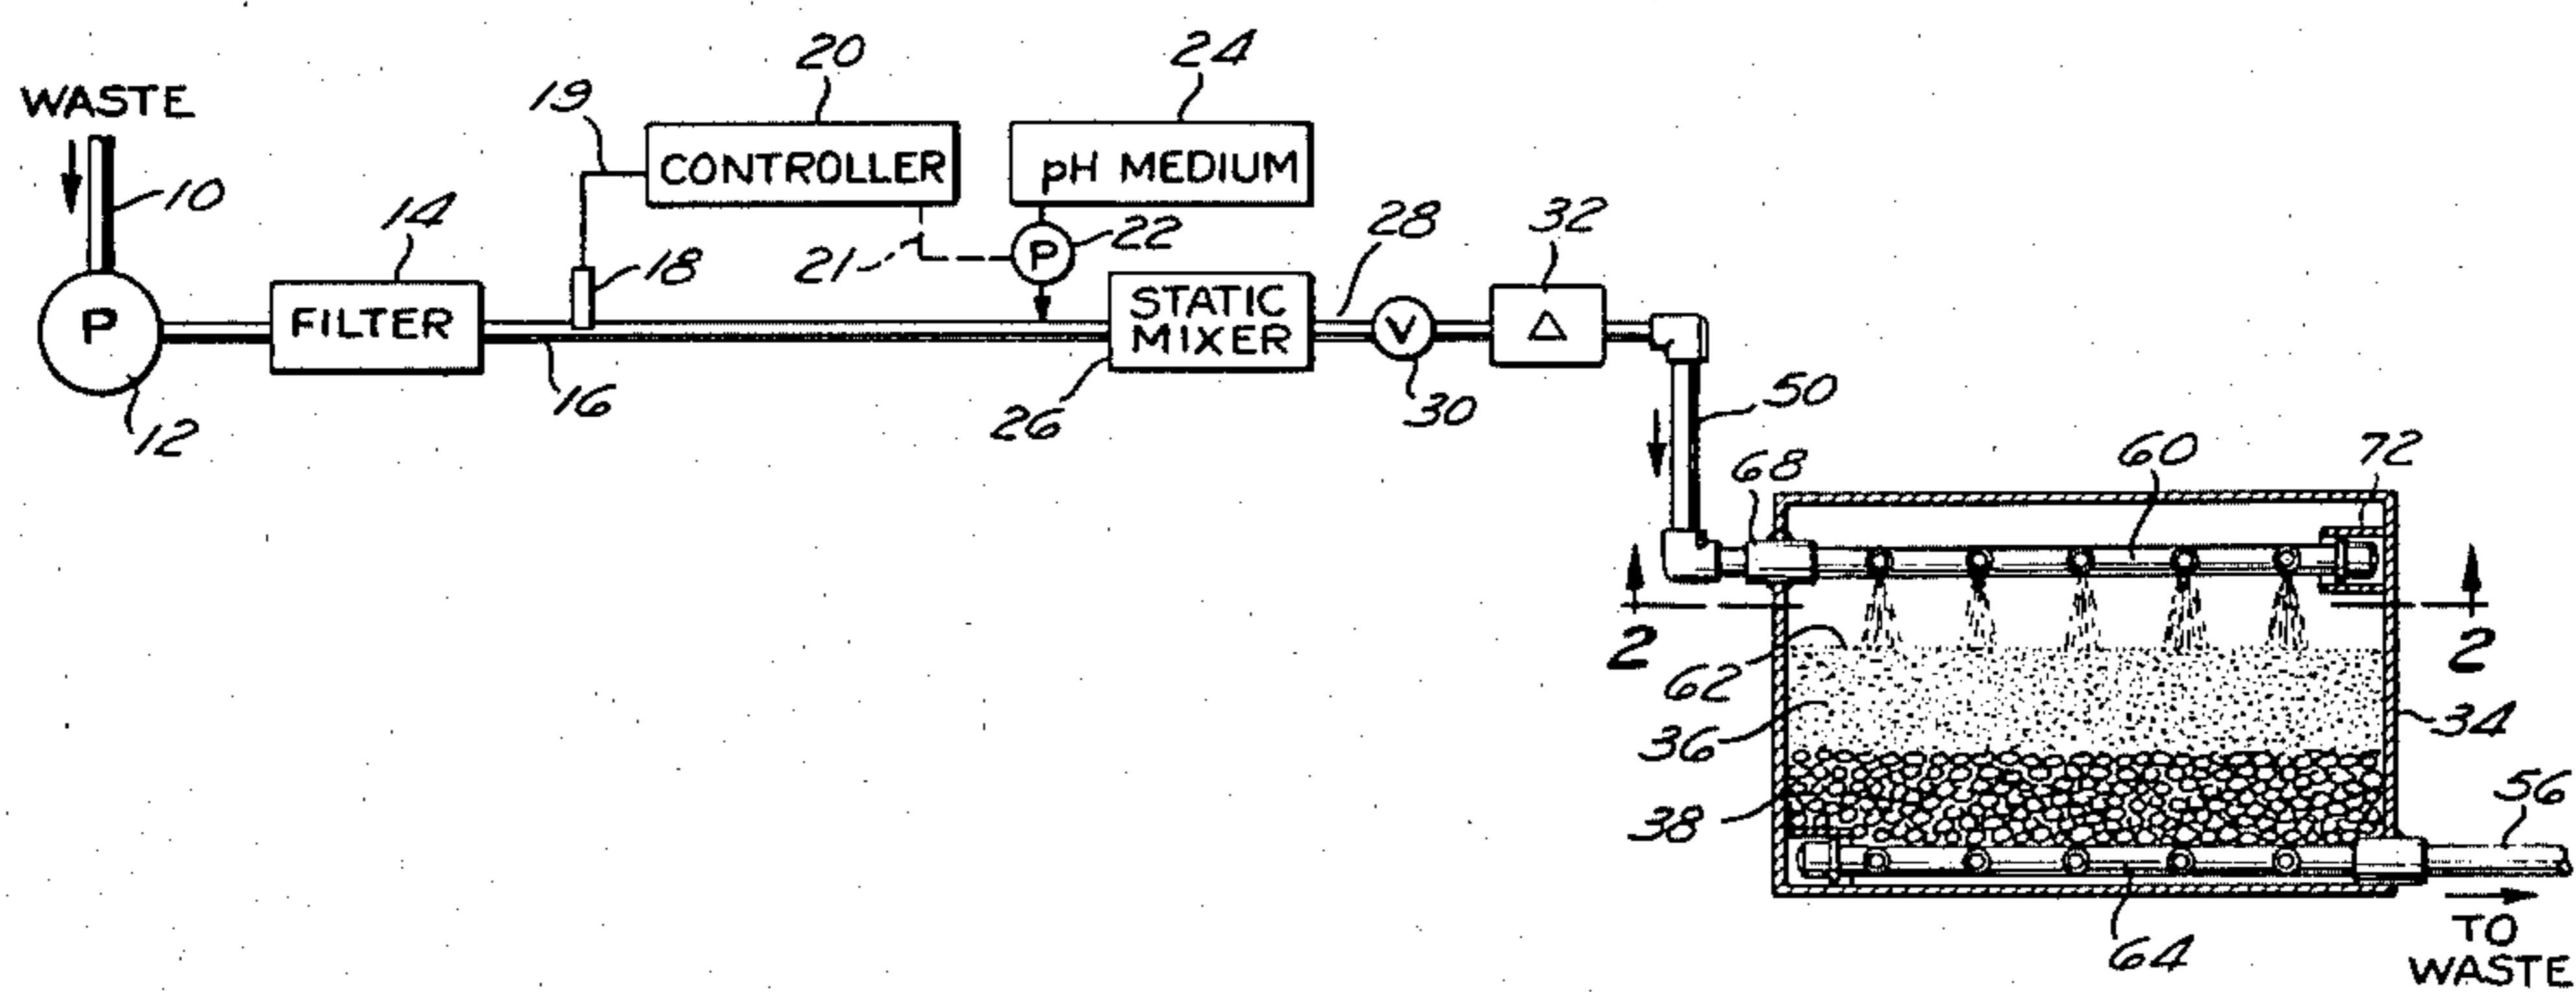 WASTE
10
P
12
14
FILTER
16
18
19
20
CONTROLLER
21
24
pH MEDIUM
P
22
STATIC
MIXER
26
28
V
30
32
Δ
50
68
60
72
2
2
62
36
34
38
56
64
TO
WASTE